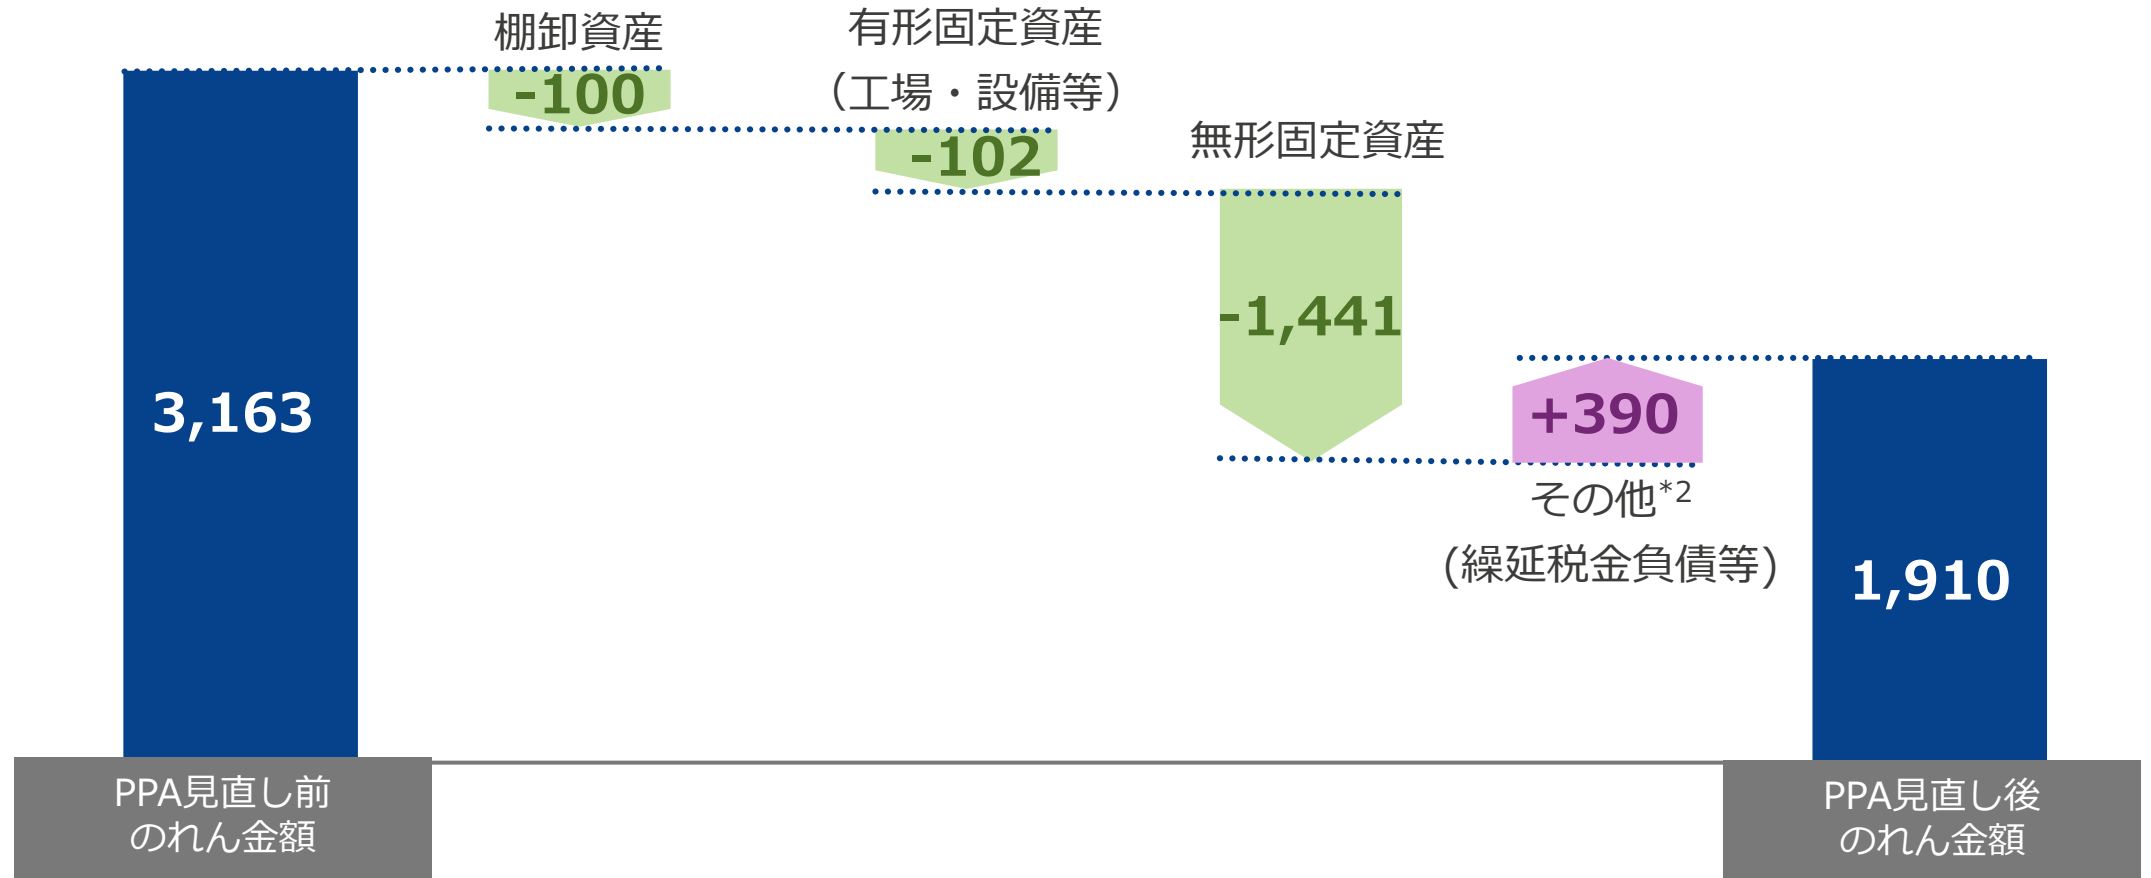 棚卸資産
-100
有形固定資産
（工場・設備等）
-102
無形固定資産
-1,441
+390
その他*2
(繰延税金負債等)
3,163
1,910
PPA見直し前
のれん金額
PPA見直し後
のれん金額